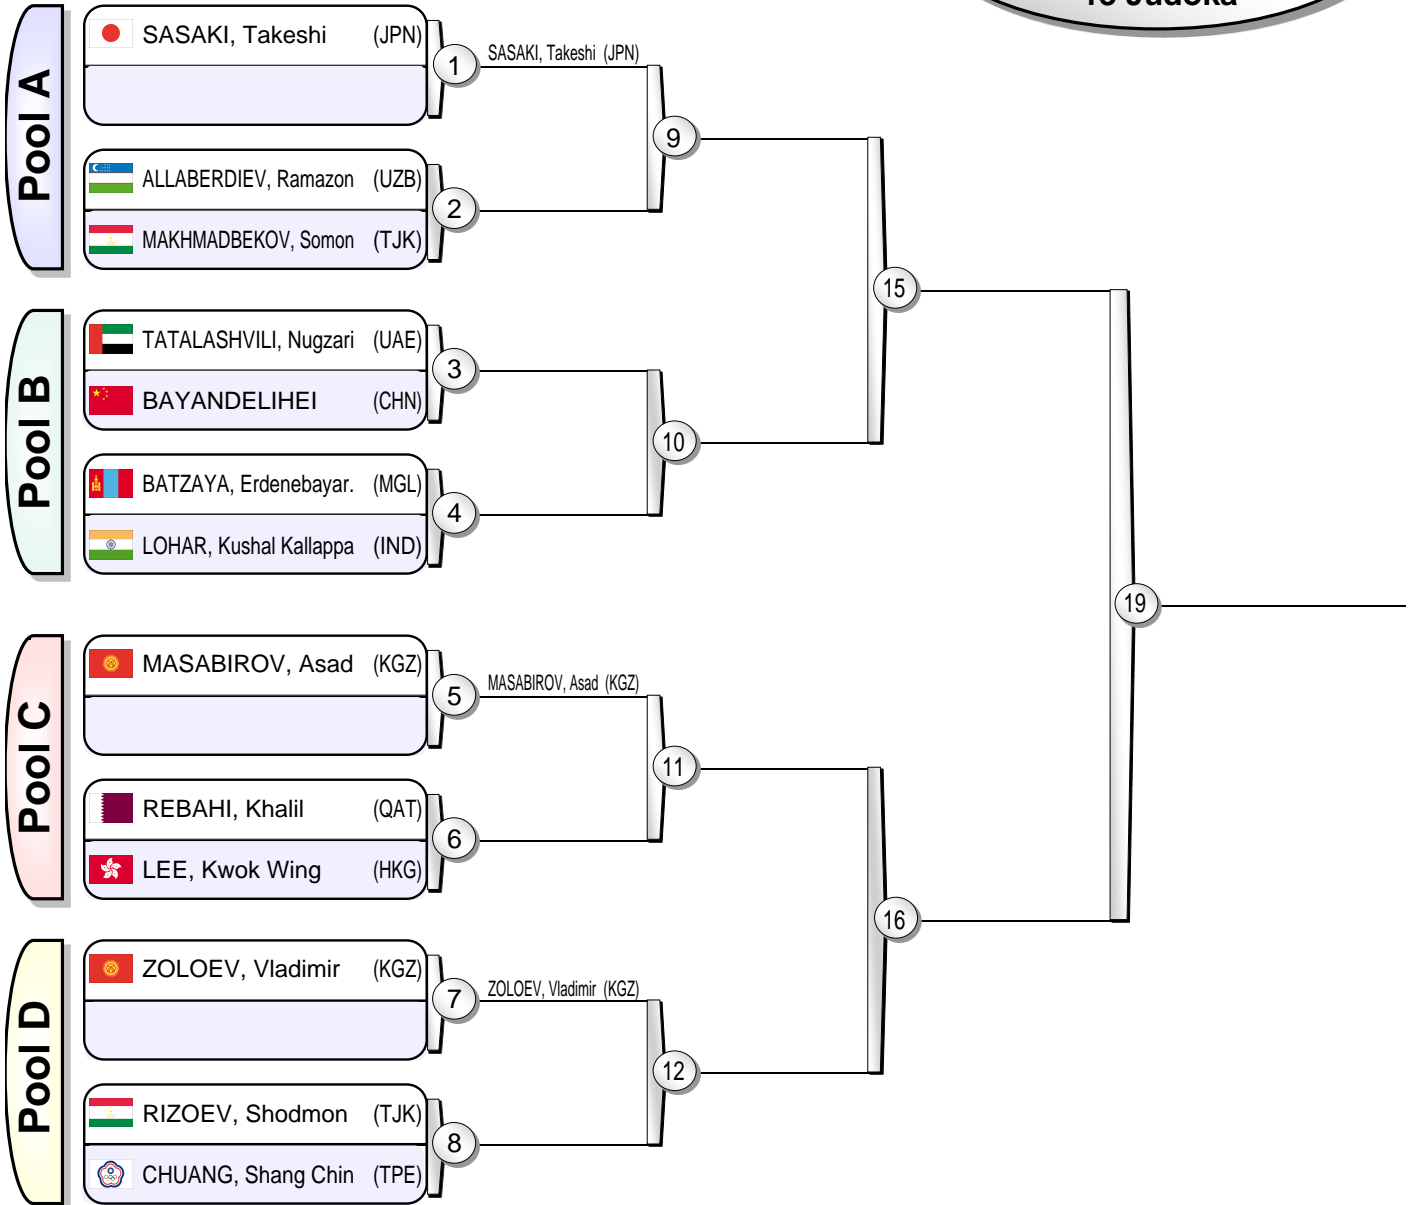 Pool A
SASAKI, Takeshi (JPN)
1
SASAKI, Takeshi (JPN)
9
ALLABERDIEV, Ramazon (UZB)
2
MAKHMADBEKOV, Somon (TJK)
15
Pool B
TATALASHVILI, Nugzari (UAE)
3
BAYANDELIHEI (CHN)
10
BATZAYA, Erdenebayar. (MGL)
4
LOHAR, Kushal Kallappa (IND)
19
Pool C
MASABIROV, Asad (KGZ)
5
MASABIROV, Asad (KGZ)
11
REBAHI, Khalil (QAT)
6
LEE, Kwok Wing (HKG)
16
Pool D
ZOLOEV, Vladimir (KGZ)
7
ZOLOEV, Vladimir (KGZ)
12
RIZOEV, Shodmon (TJK)
8
CHUANG, Shang Chin (TPE)